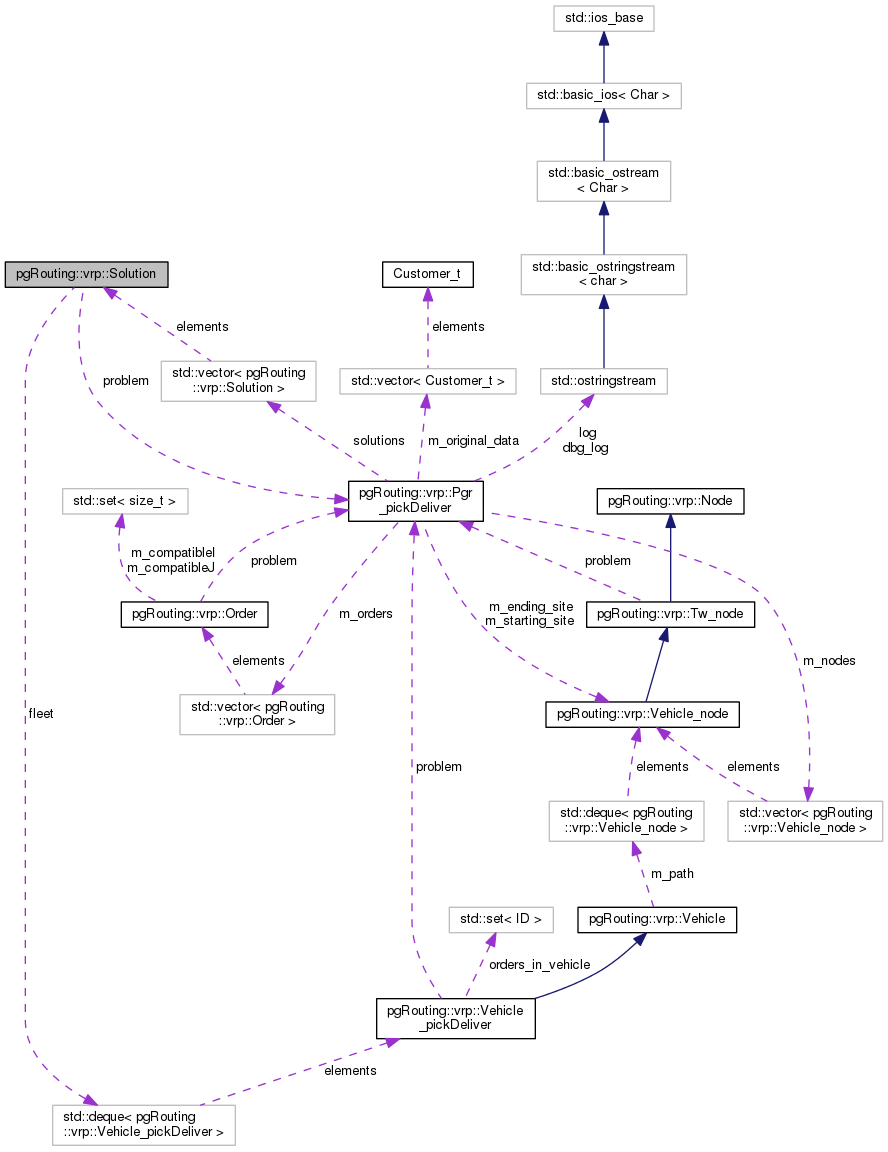 std::ios_base
std::basic_ios< Char >
std::basic_ostream
< Char >
std::basic_ostringstream
< char >
pgRouting::vrp::Solution
Customer_t
elements
elements
std::vector< pgRouting
::vrp::Solution >
std::vector< Customer_t >
std::ostringstream
problem
solutions
m_original_data
log
dbg_log
std::set< size_t >
pgRouting::vrp::Pgr
_pickDeliver
pgRouting::vrp::Node
m_compatibleI
m_compatibleJ
problem
problem
pgRouting::vrp::Order
m_orders
m_ending_site
m_starting_site
pgRouting::vrp::Tw_node
elements
m_nodes
std::vector< pgRouting
::vrp::Order >
pgRouting::vrp::Vehicle_node
fleet
problem
elements
elements
std::deque< pgRouting
::vrp::Vehicle_node >
std::vector< pgRouting
::vrp::Vehicle_node >
m_path
std::set< ID >
pgRouting::vrp::Vehicle
orders_in_vehicle
pgRouting::vrp::Vehicle
_pickDeliver
elements
std::deque< pgRouting
::vrp::Vehicle_pickDeliver >